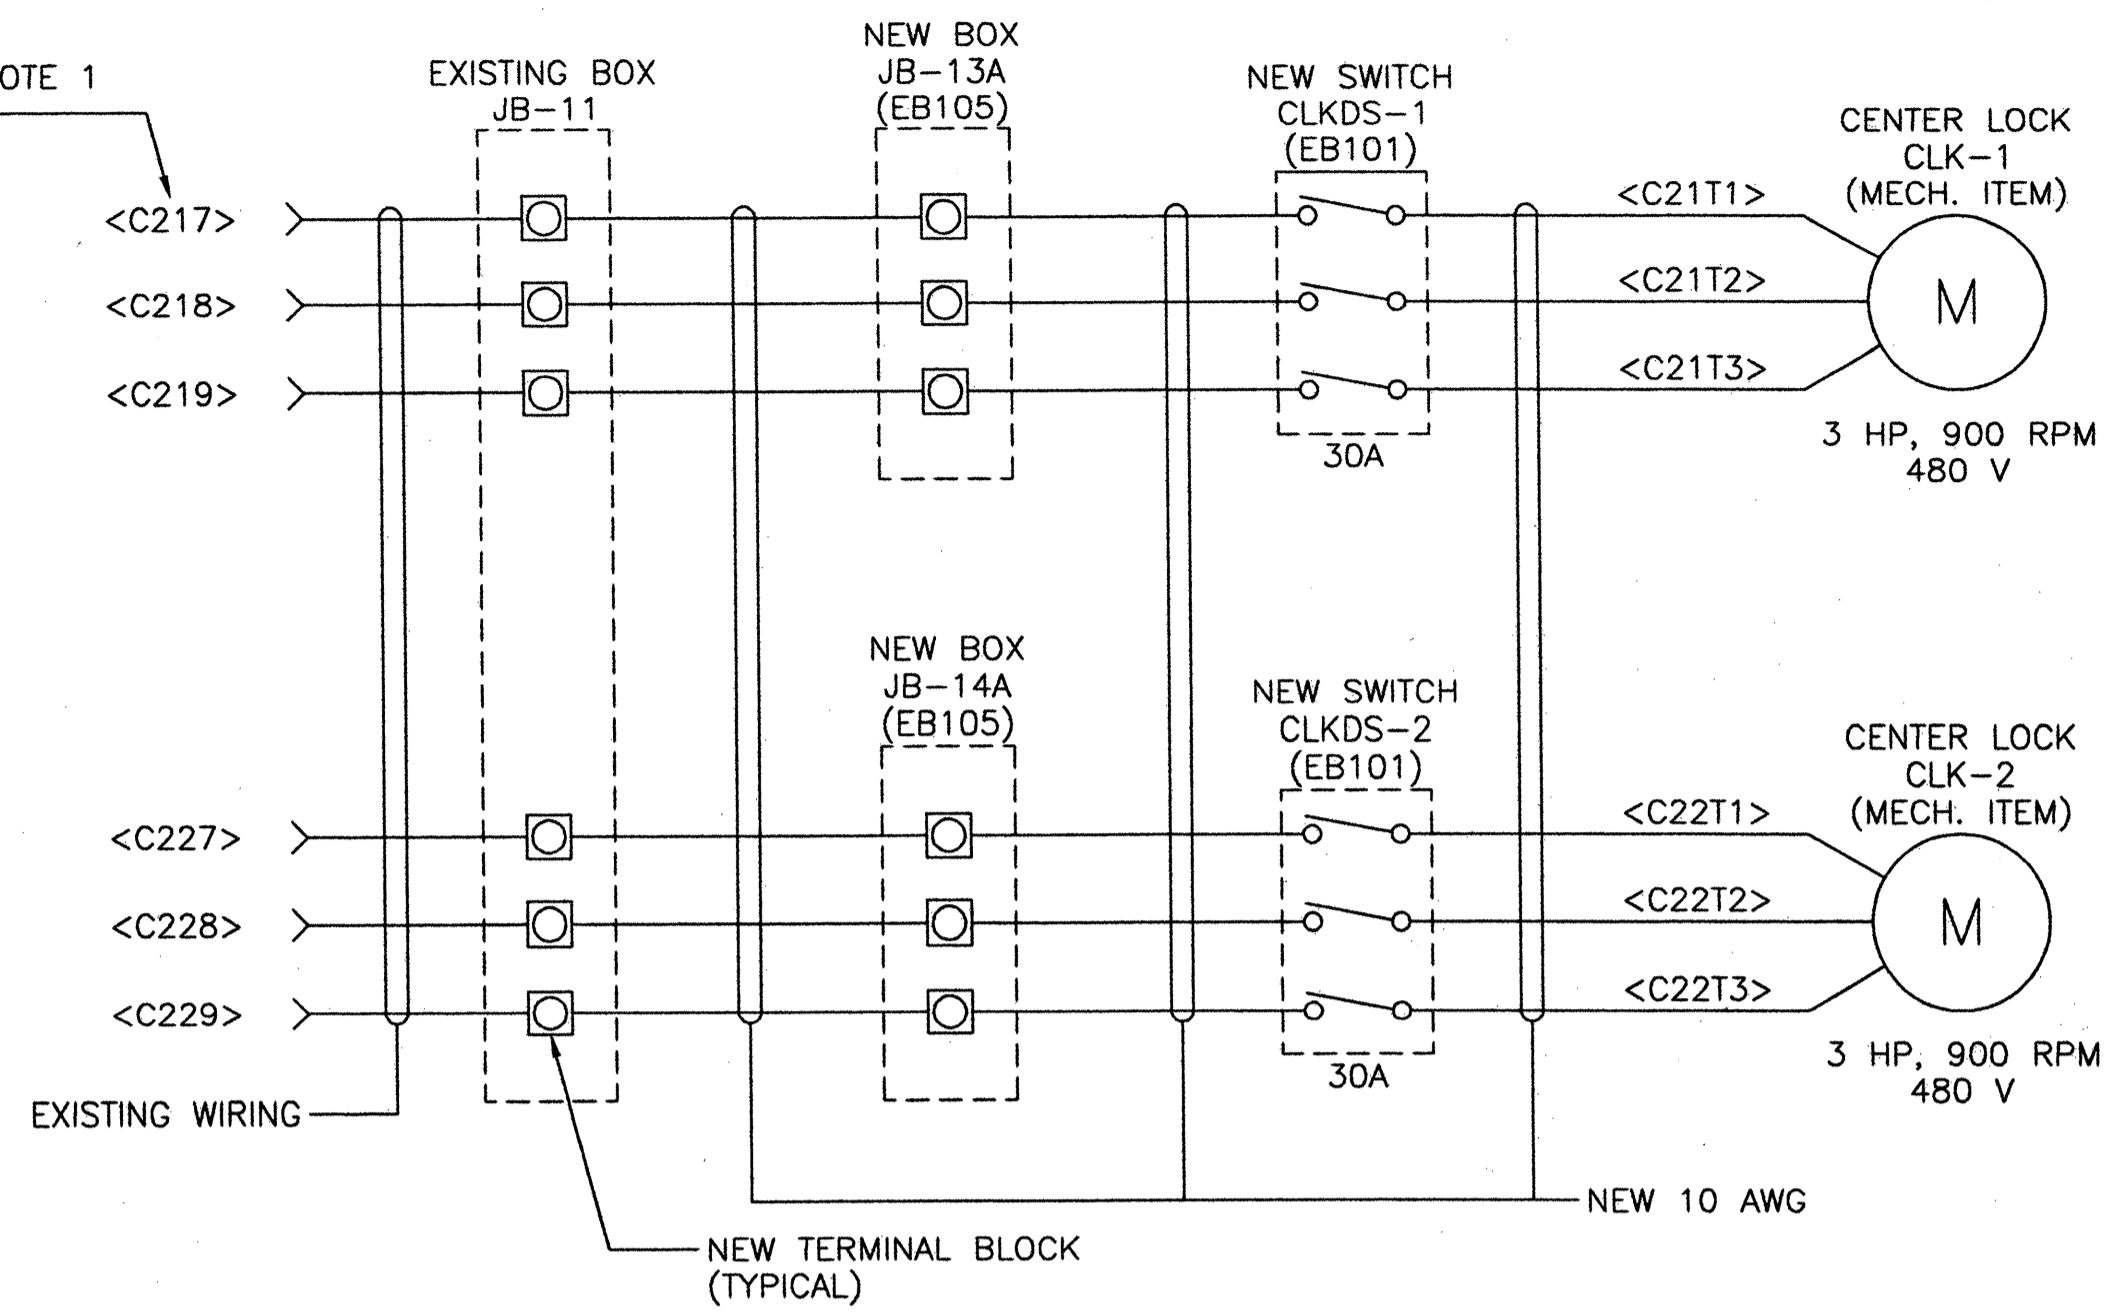 OTE 1
EXISTING BOX
JB-11
NEW BOX
JB-13A
(EB105)
NEW SWITCH
CLKDS-1
(EB101)
CENTER LOCK
CLK-1
(MECH. ITEM)
<C217>
<C218>
<C219>
<C21T1>
<C21T2>
<C21T3>
M
30A
3 HP, 900 RPM
480 V
NEW BOX
JB-14A
(EB105)
NEW SWITCH
CLKDS-2
(EB101)
CENTER LOCK
CLK-2
(MECH. ITEM)
<C227>
<C228>
<C229>
<C22T1>
<C22T2>
<C22T3>
M
30A
3 HP, 900 RPM
480 V
EXISTING WIRING
NEW 10 AWG
NEW TERMINAL BLOCK
(TYPICAL)